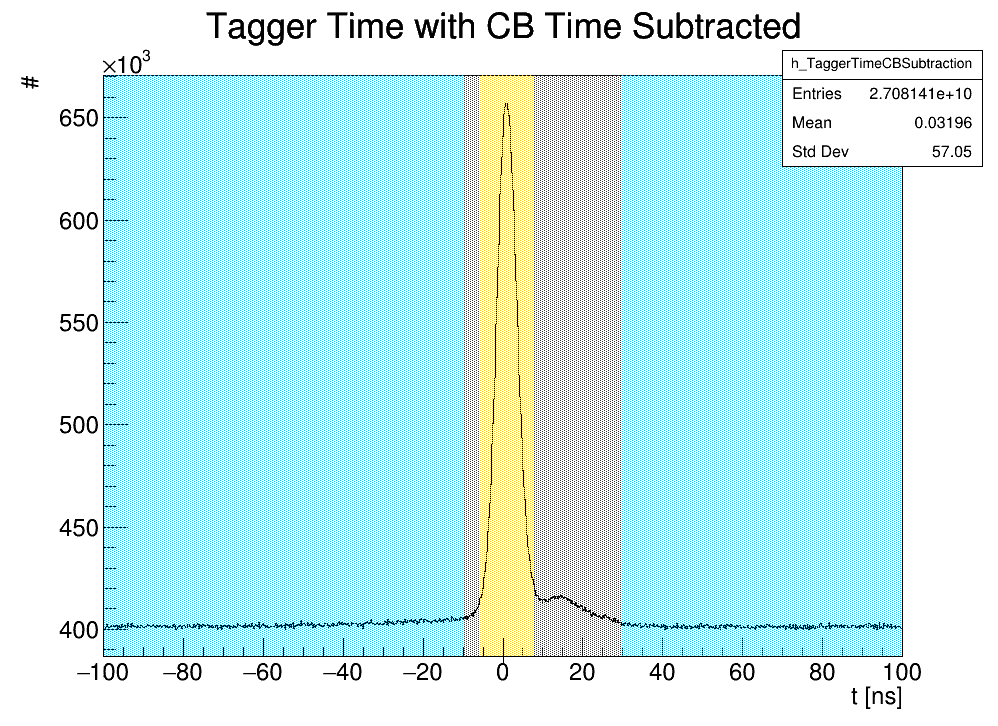 Tagger Time with CB Time Subtracted
×10³
#
h_TaggerTimeCBSubtraction
Entries 2.708141e+10
Mean 0.03196
Std Dev 57.05
650
600
550
500
450
400
−100 −80 −60 −40 −20 0 20 40 60 80 100
t [ns]